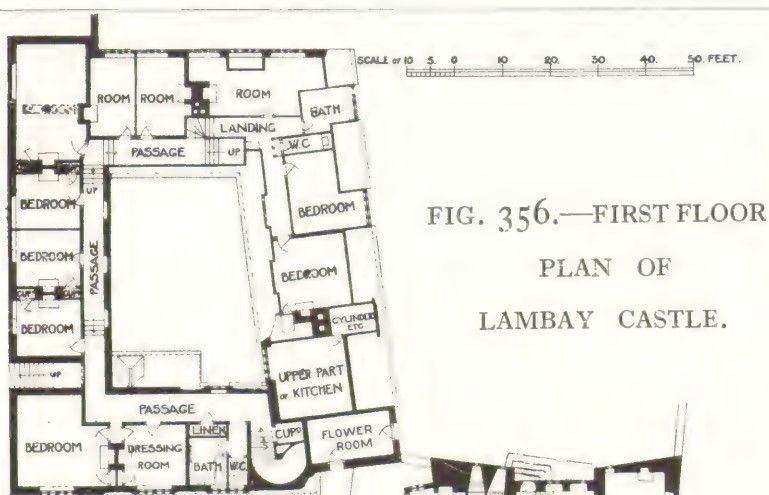 SCALE OF 10 5 0 10 20 30 40 50 FEET.
ROOM
ROOM
ROOM
BATH
LANDING
W.C
PASSAGE
UP
UP
BEDROOM
BEDROOM
BEDROOM
BEDROOM
BEDROOM
PASSAGE
CUPD
CYLINDER
ETC
UP
UPPER PART
OF KITCHEN
PASSAGE
LINEN
CUPD
FLOWER
ROOM
BEDROOM
DRESSING
ROOM
BATH
W.C.
FIG. 356.—FIRST FLOOR
PLAN OF
LAMBAY CASTLE.